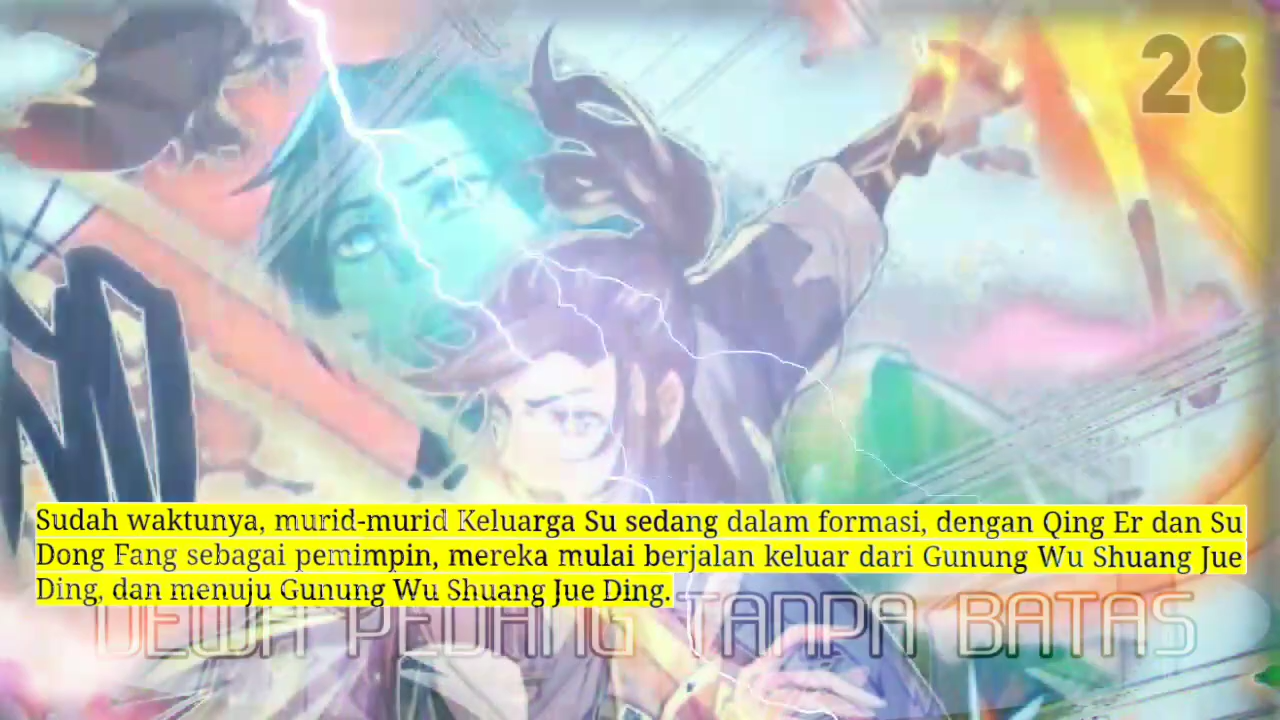 28
Sudah waktunya, murid-murid Keluarga Su sedang dalam formasi, dengan Qing Er dan Su
Dong Fang sebagai pemimpin, mereka mulai berjalan keluar dari Gunung Wu Shuang Jue
Ding, dan menuju Gunung Wu Shuang Jue Ding.
DEWA PEDANG TANPA BATAS